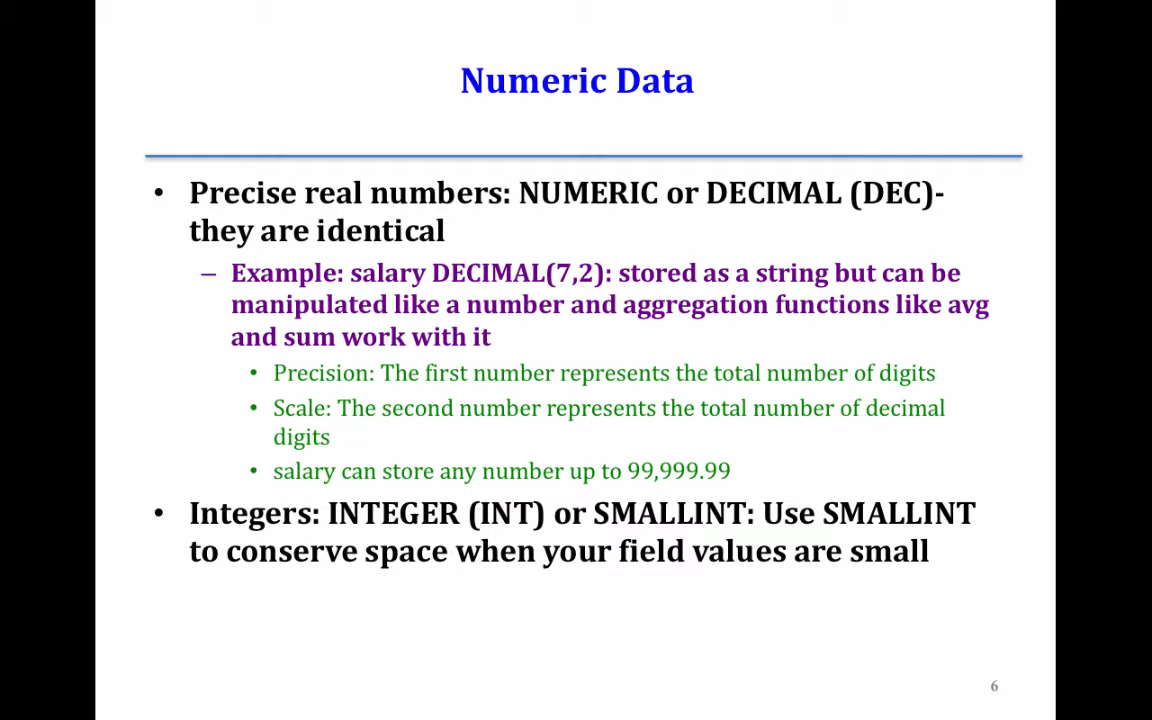 Numeric Data
• Precise real numbers: NUMERIC or DECIMAL (DEC)-
they are identical
– Example: salary DECIMAL(7,2): stored as a string but can be
manipulated like a number and aggregation functions like avg
and sum work with it
• Precision: The first number represents the total number of digits
• Scale: The second number represents the total number of decimal
digits
• salary can store any number up to 99,999.99
• Integers: INTEGER (INT) or SMALLINT: Use SMALLINT
to conserve space when your field values are small
6